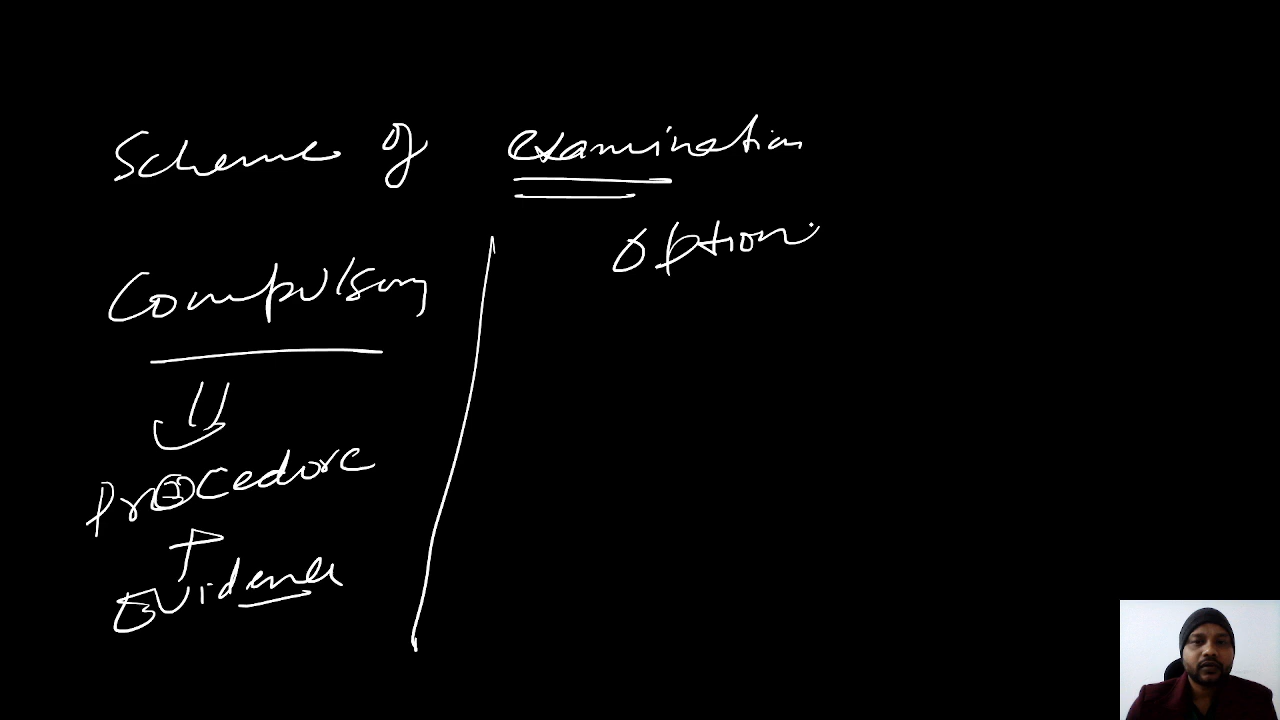 Scheme of examination
option
Compulsory
Procedure
Evidence